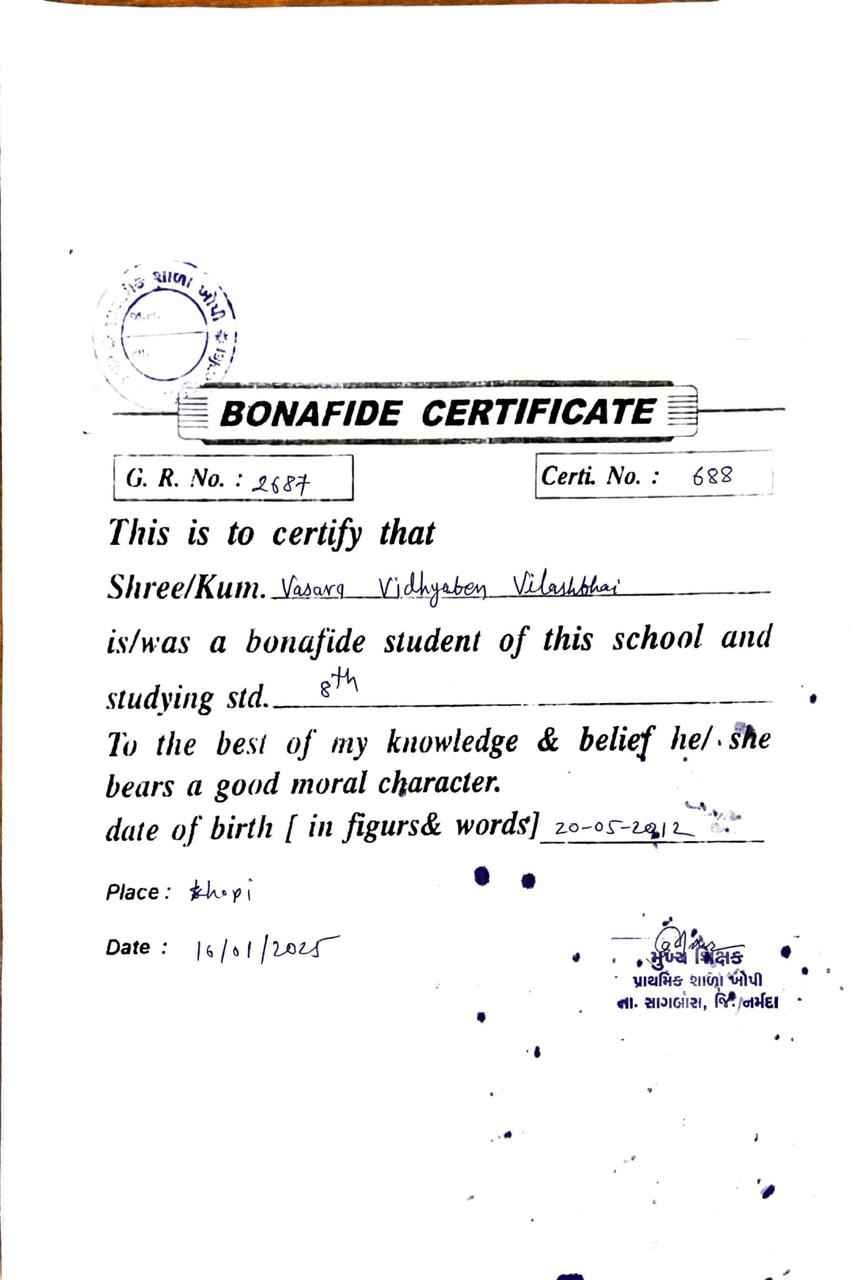 શાળા ખોપી
BONAFIDE CERTIFICATE
G. R. No. : 2687
Certi. No. : 688
This is to certify that
Shree/Kum. Vasava Vidhyaben Vilashbhai
is/was a bonafide student of this school and
studying std. 8th
To the best of my knowledge & belief he/she
bears a good moral character.
date of birth [ in figurs& words] 20-05-2012
Place : Khopi
Date : 16/01/2025
મુખ્ય શિક્ષક
પ્રાથમિક શાળા ખોપી
તા. સાગબારા, જિ. નર્મદા